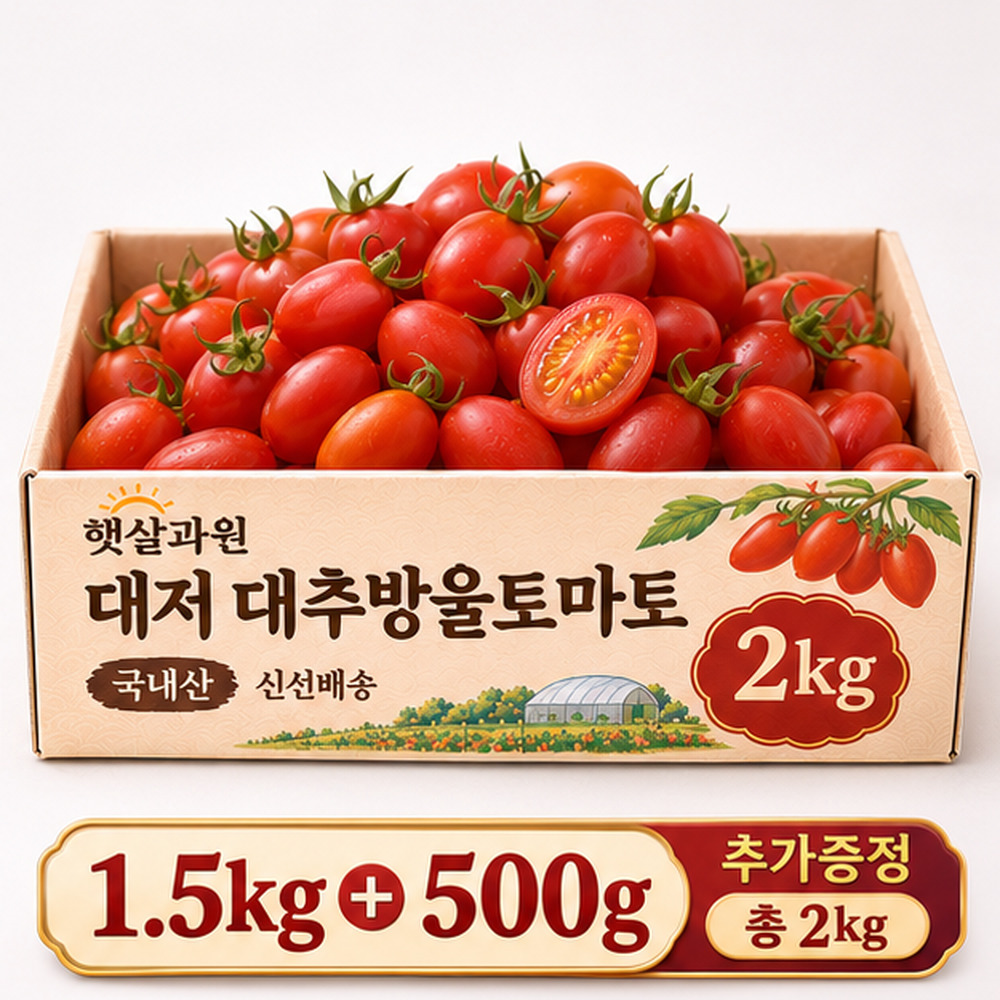 햇살과원
대저 대추방울토마토
국내산 신선배송
2kg
1.5kg + 500g
추가증정
총 2kg